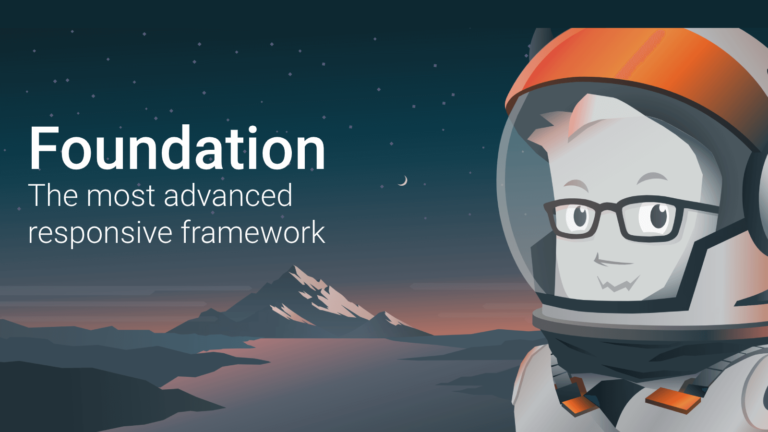 Foundation
The most advanced
responsive framework